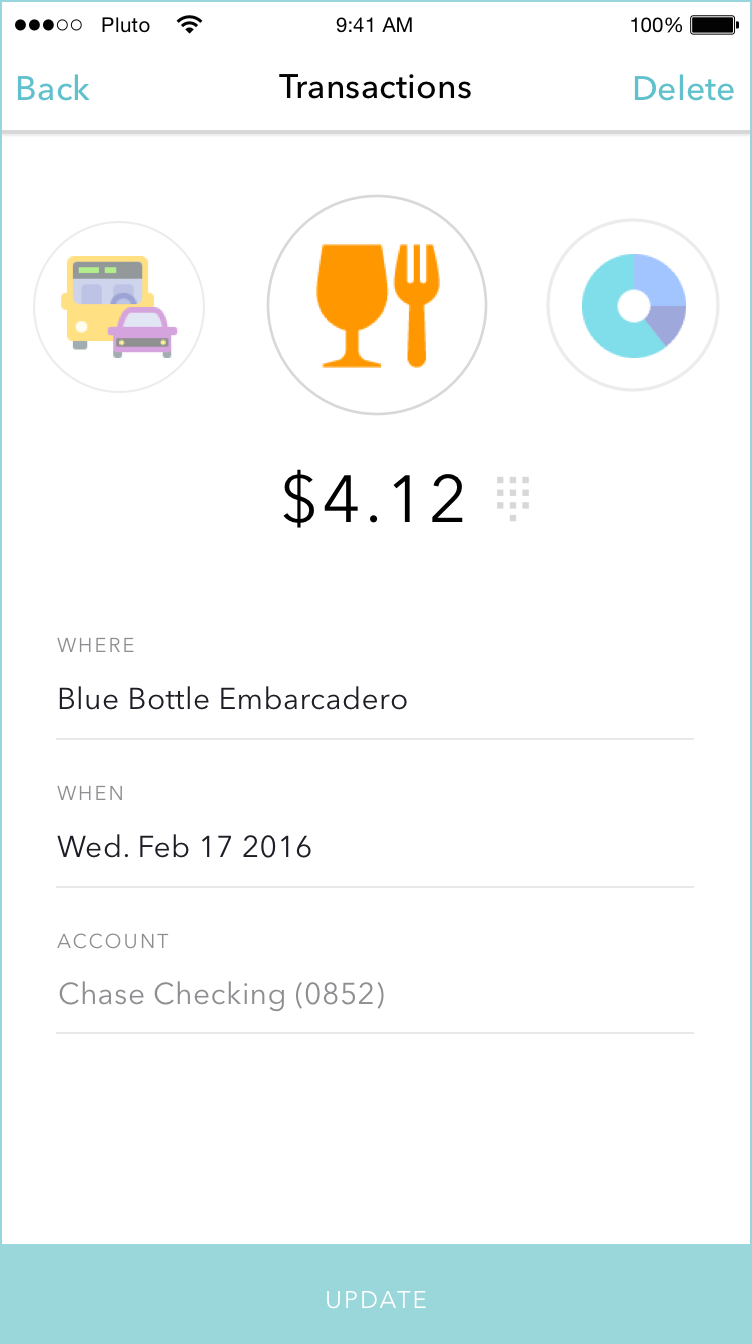 Pluto 9:41 AM 100%
Back Transactions Delete
$4.12
WHERE
Blue Bottle Embarcadero
WHEN
Wed. Feb 17 2016
ACCOUNT
Chase Checking (0852)
UPDATE